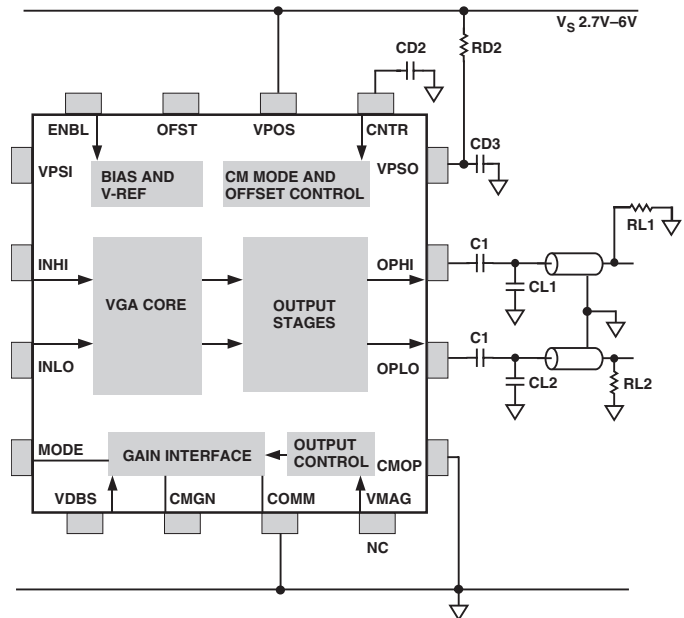 V_S 2.7V–6V
CD2
RD2
ENBL
OFST
VPOS
CNTR
VPSI
BIAS AND
V-REF
CM MODE AND
OFFSET CONTROL
VPSO
CD3
RL1
INHI
VGA CORE
OUTPUT
STAGES
OPHI
C1
CL1
INLO
OPLO
C1
CL2
RL2
MODE
GAIN INTERFACE
OUTPUT
CONTROL
CMOP
VDBS
CMGN
COMM
VMAG
NC